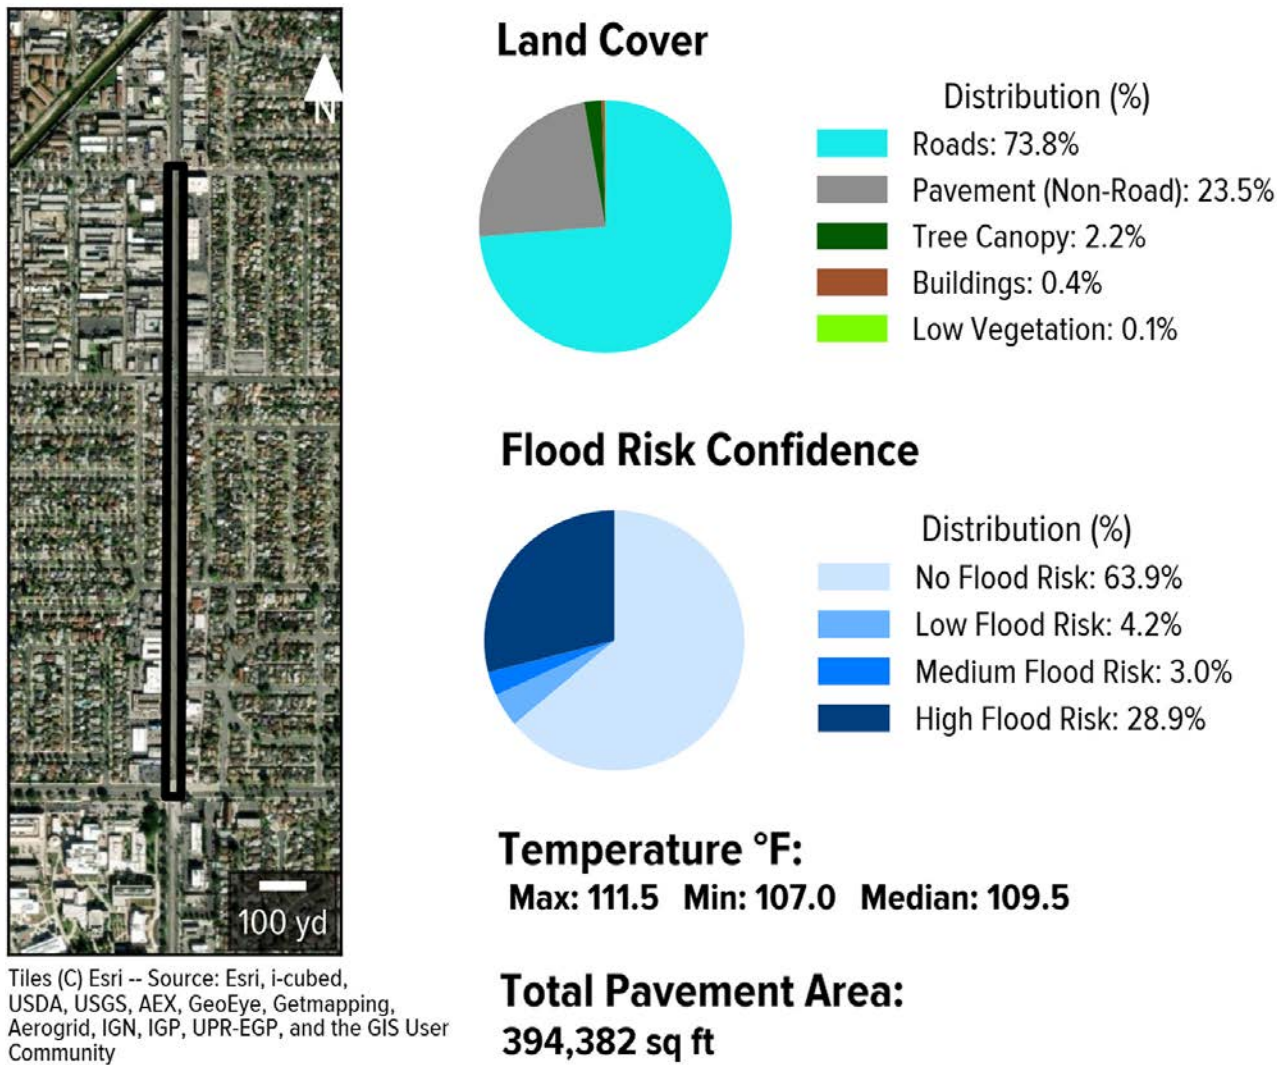 N
100 yd
Tiles (C) Esri -- Source: Esri, i-cubed,
USDA, USGS, AEX, GeoEye, Getmapping,
Aerogrid, IGN, IGP, UPR-EGP, and the GIS User
Community
Land Cover
Distribution (%)
Roads: 73.8%
Pavement (Non-Road): 23.5%
Tree Canopy: 2.2%
Buildings: 0.4%
Low Vegetation: 0.1%
Flood Risk Confidence
Distribution (%)
No Flood Risk: 63.9%
Low Flood Risk: 4.2%
Medium Flood Risk: 3.0%
High Flood Risk: 28.9%
Temperature °F:
Max: 111.5 Min: 107.0 Median: 109.5
Total Pavement Area:
394,382 sq ft